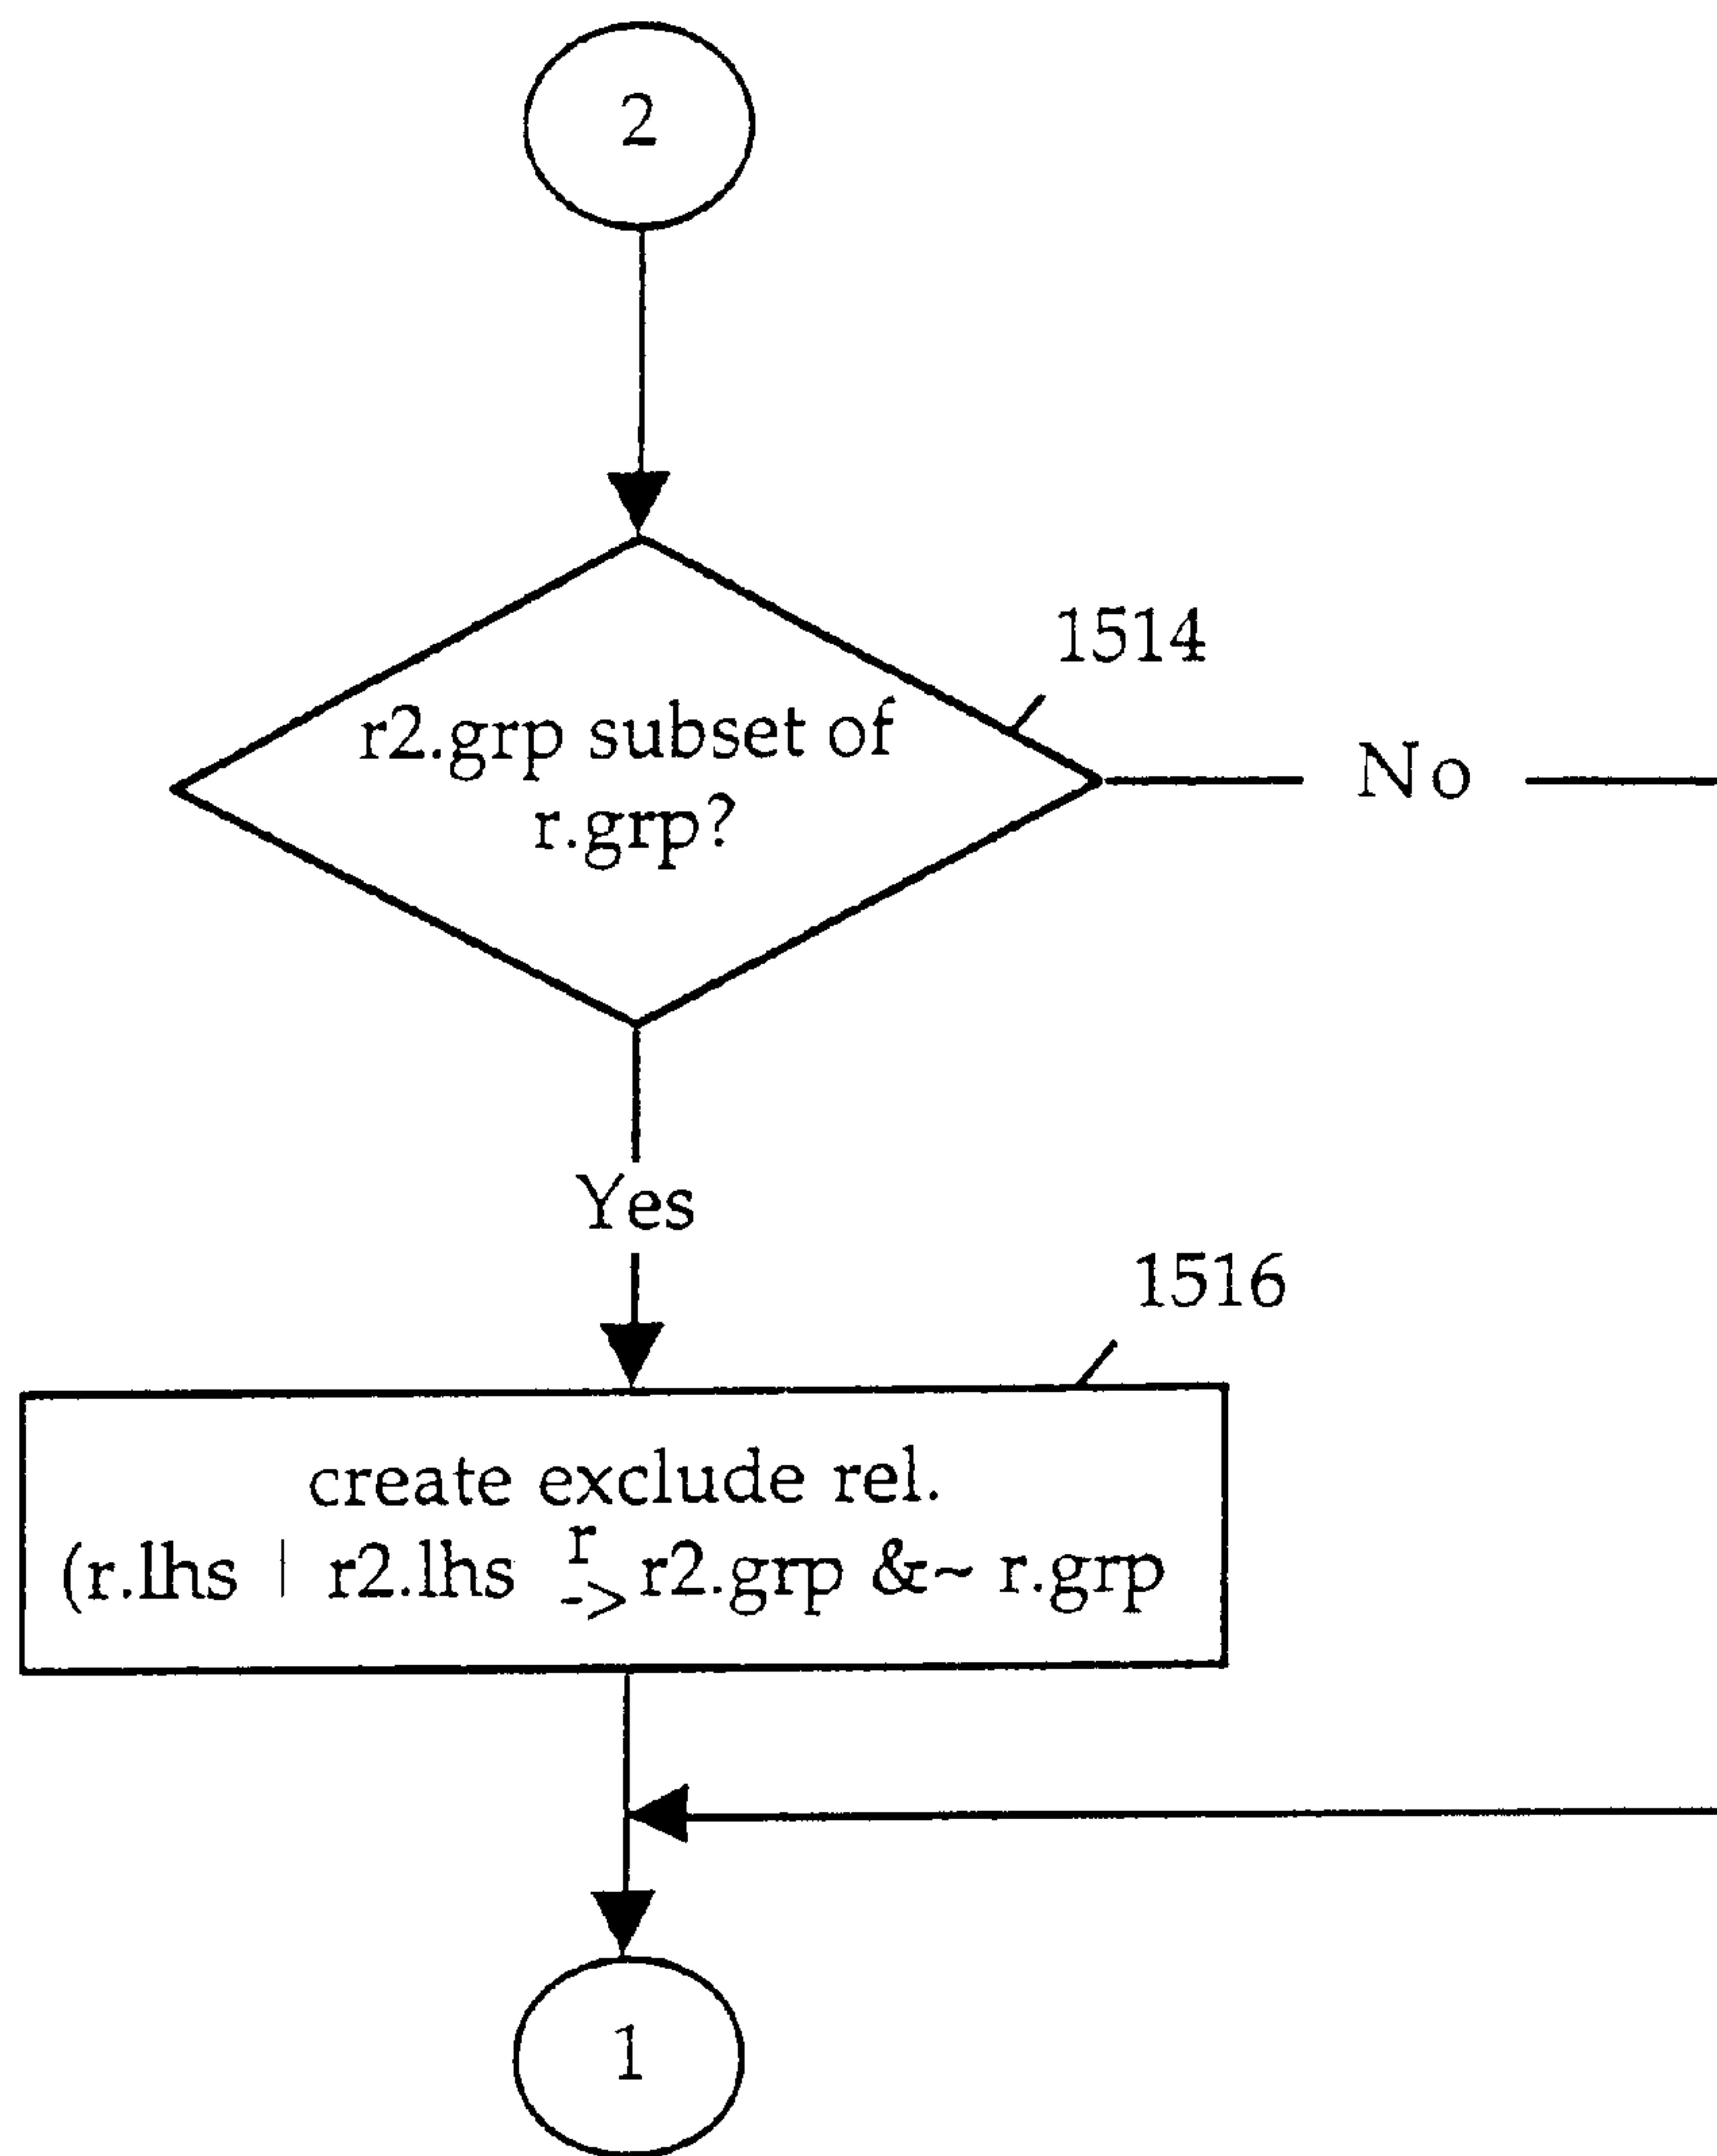 2
1514
r2.grp subset of
r.grp?
No
Yes
1516
create exclude rel.
r
(r.lhs | r2.lhs -> r2.grp &~ r.grp
1